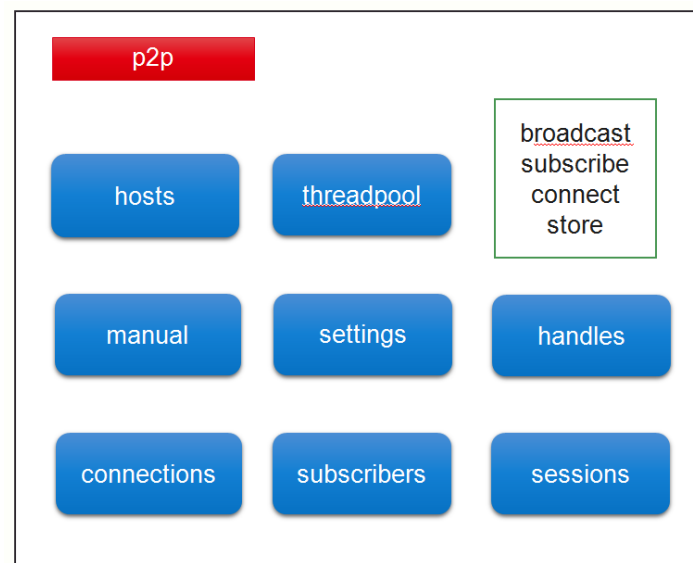 p2p
broadcast
subscribe
connect
store
hosts
threadpool
manual
settings
handles
connections
subscribers
sessions